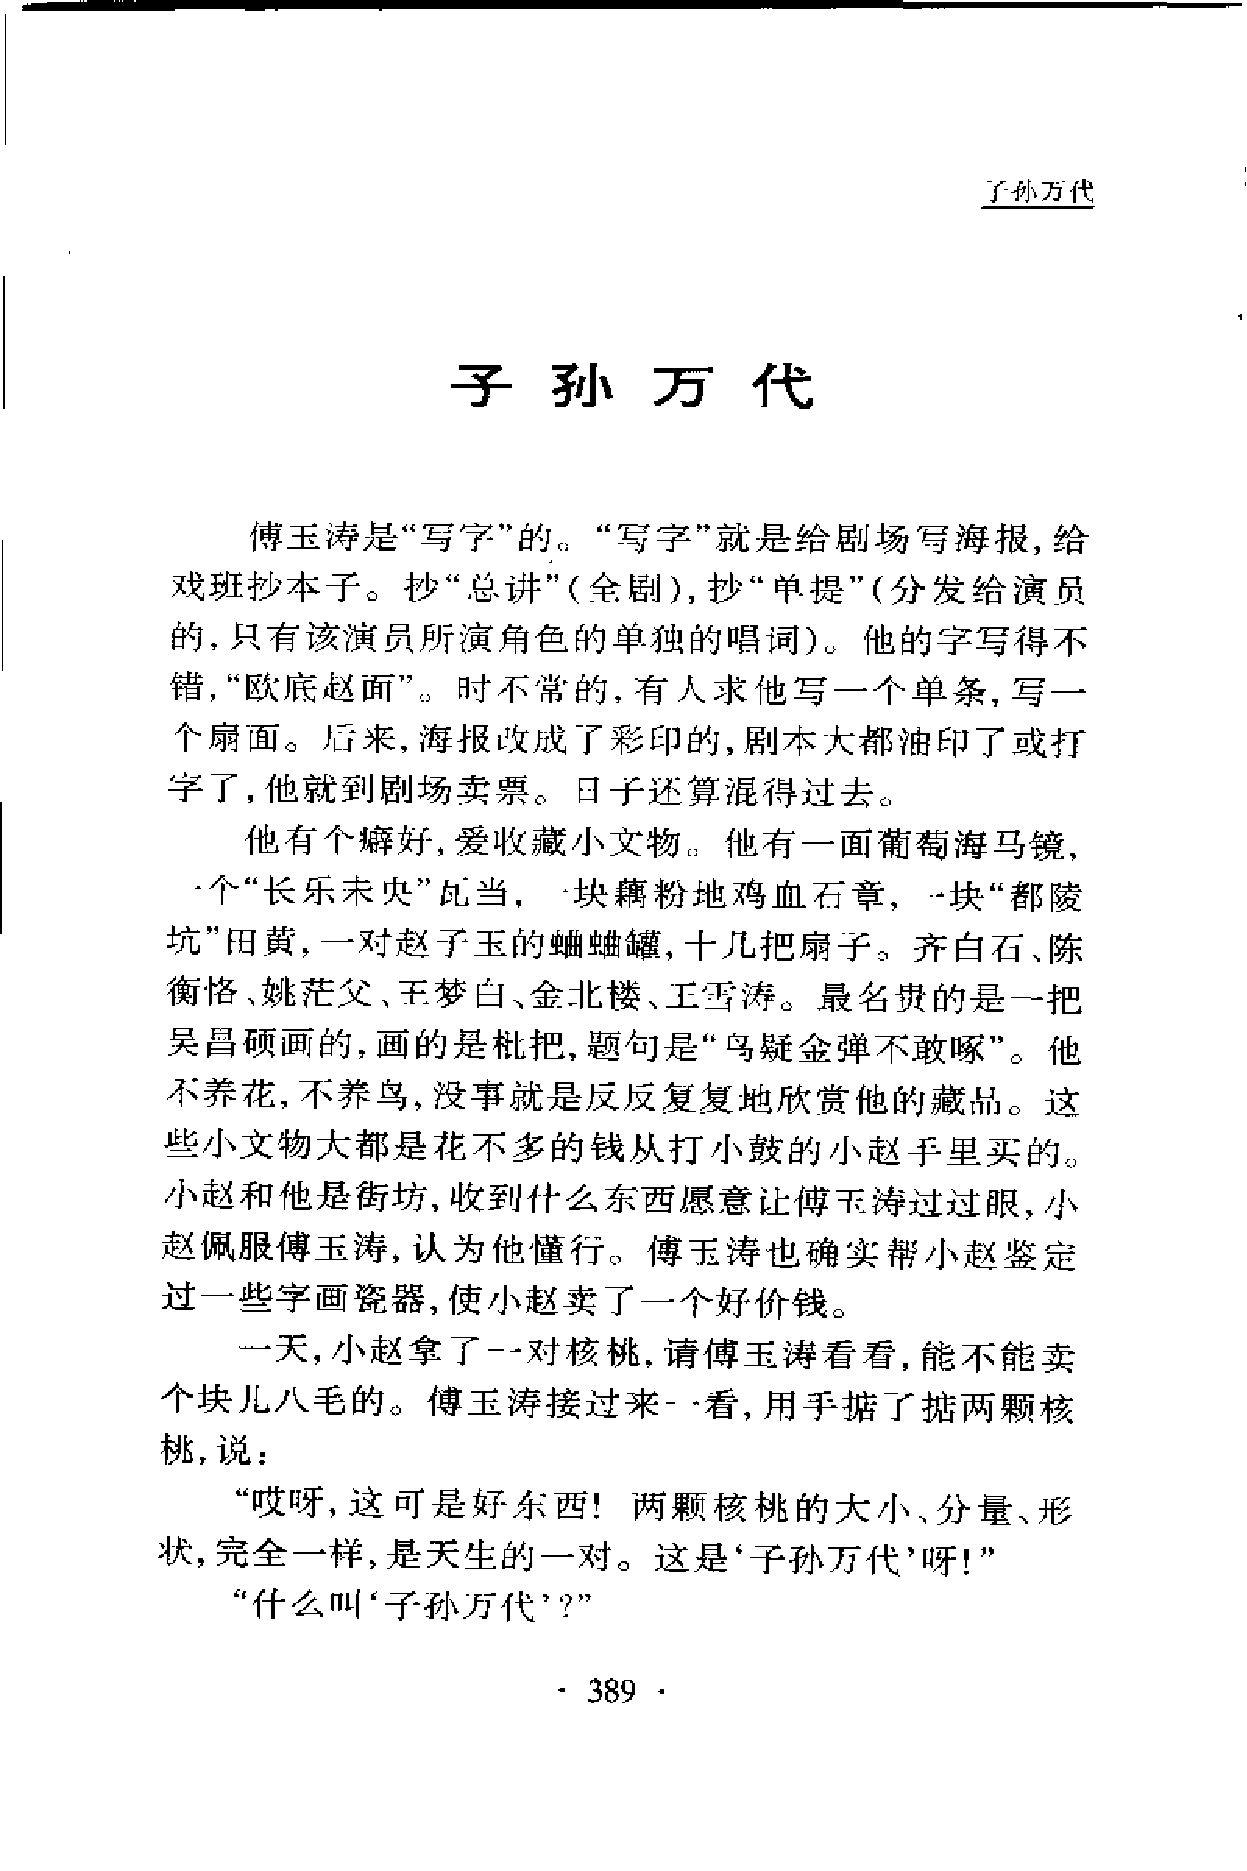 子孙万代
子孙万代
傅玉涛是“写字”的。“写字”就是给剧场写海报,给
戏班抄本子。抄“总讲”(全剧),抄“单提”(分发给演员
的,只有该演员所演角色的单独的唱词)。他的字写得不
错,“欧底赵面”。时不常的,有人求他写一个单条,写一
个扇面。后来,海报改成了彩印的,剧本大都油印了或打
字了,他就到剧场卖票。日子还算混得过去。
他有个癖好,爱收藏小文物。他有一面葡萄海马镜,
一个“长乐未央”瓦当,一块藕粉地鸡血石章,一块“都陵
坑”田黄,一对赵子玉的蛐蛐罐,十几把扇子。齐白石、陈
衡恪、姚茫父、王梦白、金北楼、王雪涛。最名贵的是一把
吴昌硕画的,画的是枇把,题句是“鸟疑金弹不敢啄”。他
不养花,不养鸟,没事就是反反复复地欣赏他的藏品。这
些小文物大都是花不多的钱从打小鼓的小赵手里买的。
小赵和他是街坊,收到什么东西愿意让傅玉涛过过眼,小
赵佩服傅玉涛,认为他懂行。傅玉涛也确实帮小赵鉴定
过一些字画瓷器,使小赵卖了一个好价钱。
一天,小赵拿了一对核桃,请傅玉涛看看,能不能卖
个块儿八毛的。傅玉涛接过来一看,用手掂了掂两颗核
桃,说:
“哎呀,这可是好东西!两颗核桃的大小、分量、形
状,完全一样,是天生的一对。这是‘子孙万代’呀!”
“什么叫‘子孙万代’?”
· 389 ·